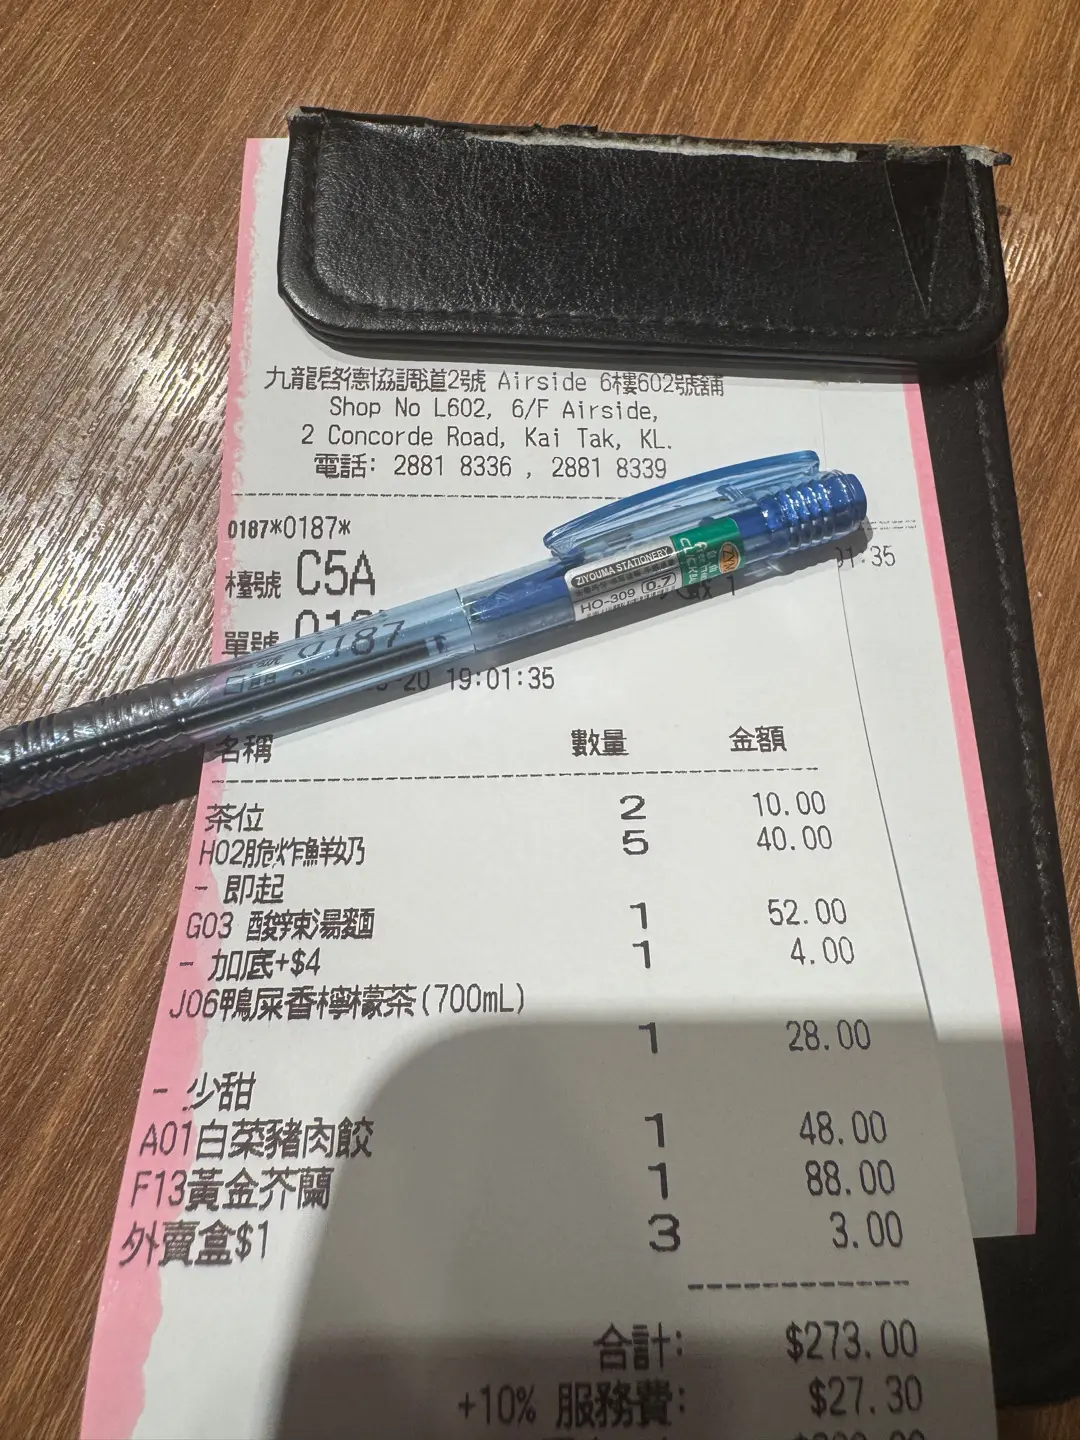 九龍啓德協調道2號 Airside 6樓602號舖
Shop No L602, 6/F Airside,
2 Concorde Road, Kai Tak, KL.
電話: 2881 8336 , 2881 8339
0187*0187*
01:35
檯號 C5A
ZIYOUMA STATIONERY
HO-309 0.7
1
單號 0187
-20 19:01:35
名稱 數量 金額
茶位 2 10.00
H02脆炸鮮奶 5 40.00
- 即起
G03 酸辣湯麵 1 52.00
- 加底+$4 1 4.00
J06鴨屎香檸檬茶(700mL)
1 28.00
- 少甜
A01白菜豬肉餃 1 48.00
F13黃金芥蘭 1 88.00
外賣盒$1 3 3.00
合計: $273.00
+10% 服務費: $27.30